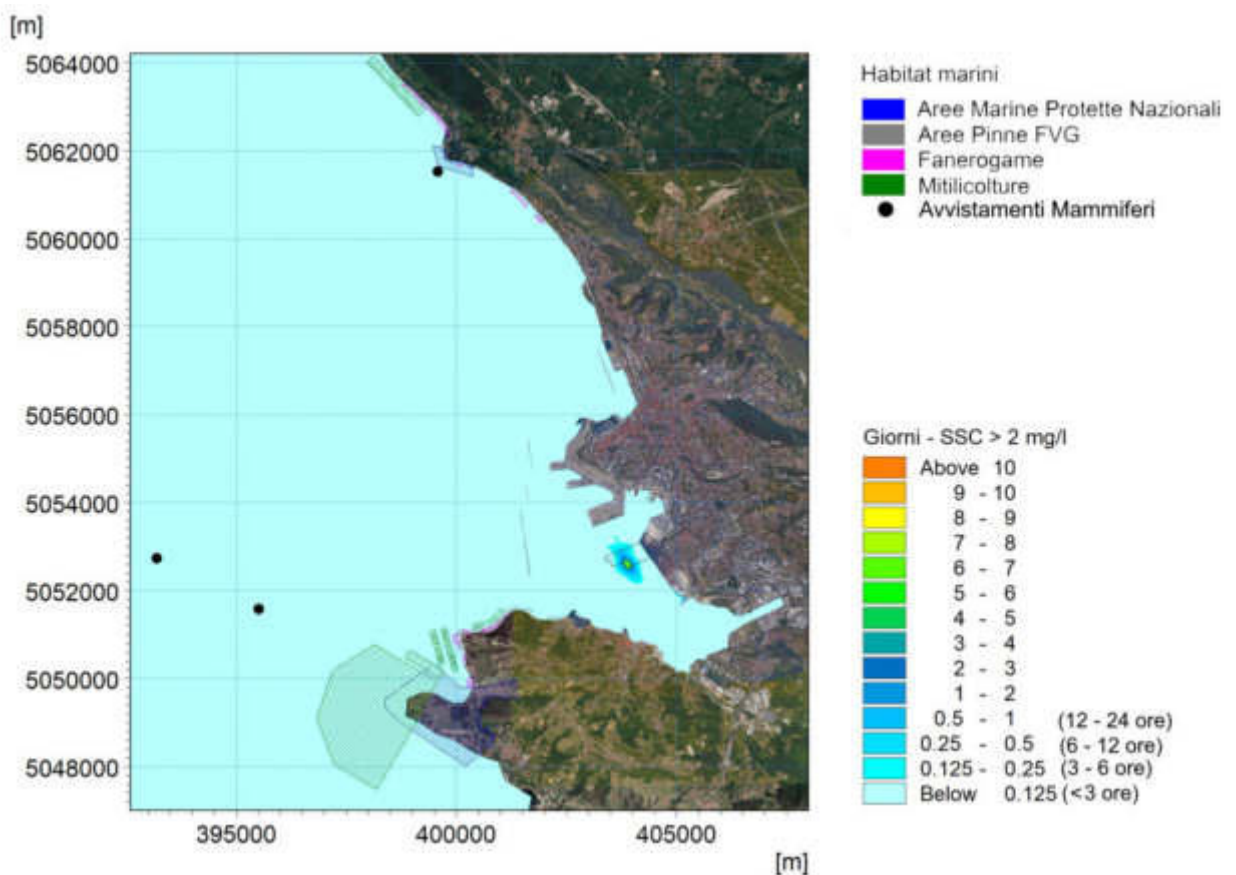 [m]
5064000
5062000
5060000
5058000
5056000
5054000
5052000
5050000
5048000
395000
400000
405000
[m]
Habitat marini
Aree Marine Protette Nazionali
Aree Pinne FVG
Fanerogame
Mitilicolture
Avvistamenti Mammiferi
Giorni - SSC > 2 mg/l
Above 10
9 - 10
8 - 9
7 - 8
6 - 7
5 - 6
4 - 5
3 - 4
2 - 3
1 - 2
0.5 - 1 (12 - 24 ore)
0.25 - 0.5 (6 - 12 ore)
0.125 - 0.25 (3 - 6 ore)
Below 0.125 (<3 ore)